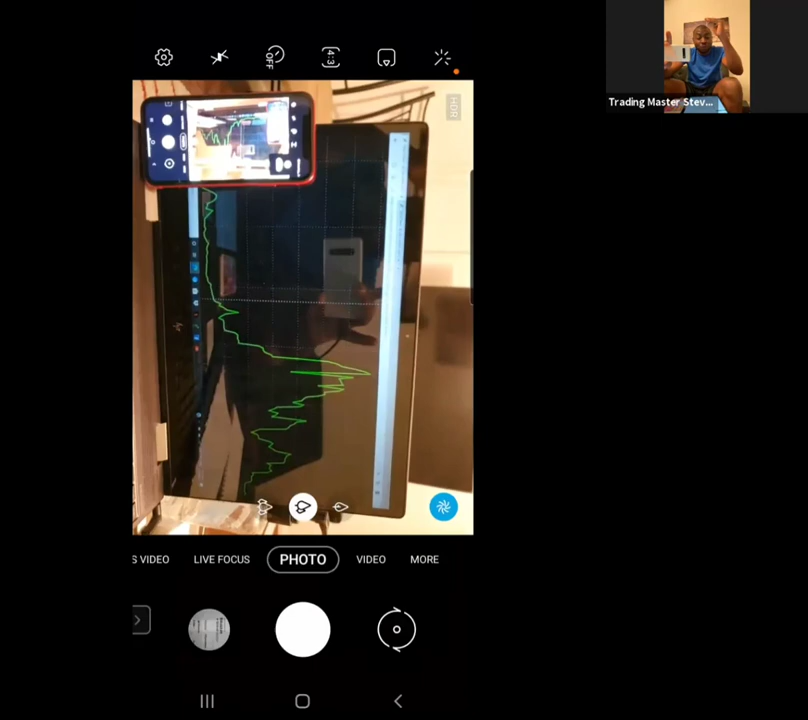 OFF
4:3
HDR
Trading Master Stev...
S VIDEO
LIVE FOCUS
PHOTO
VIDEO
MORE